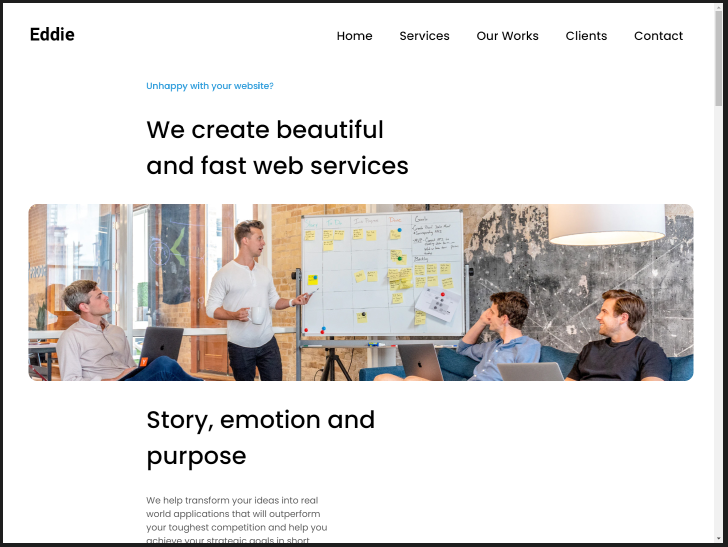 Eddie
Home Services Our Works Clients Contact
Unhappy with your website?
We create beautiful
and fast web services
Story, emotion and
purpose
We help transform your ideas into real
world applications that will outperform
your toughest competition and help you
achieve your strategic goals in short